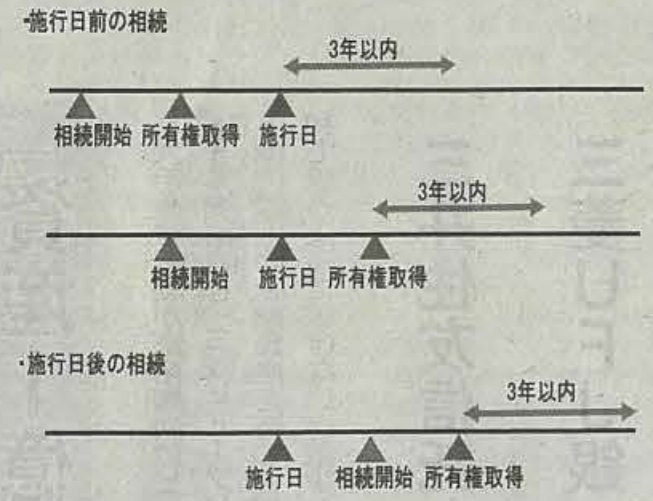 ・施行日前の相続
3年以内
相続開始 所有権取得 施行日
3年以内
相続開始 施行日 所有権取得
・施行日後の相続
3年以内
施行日 相続開始 所有権取得